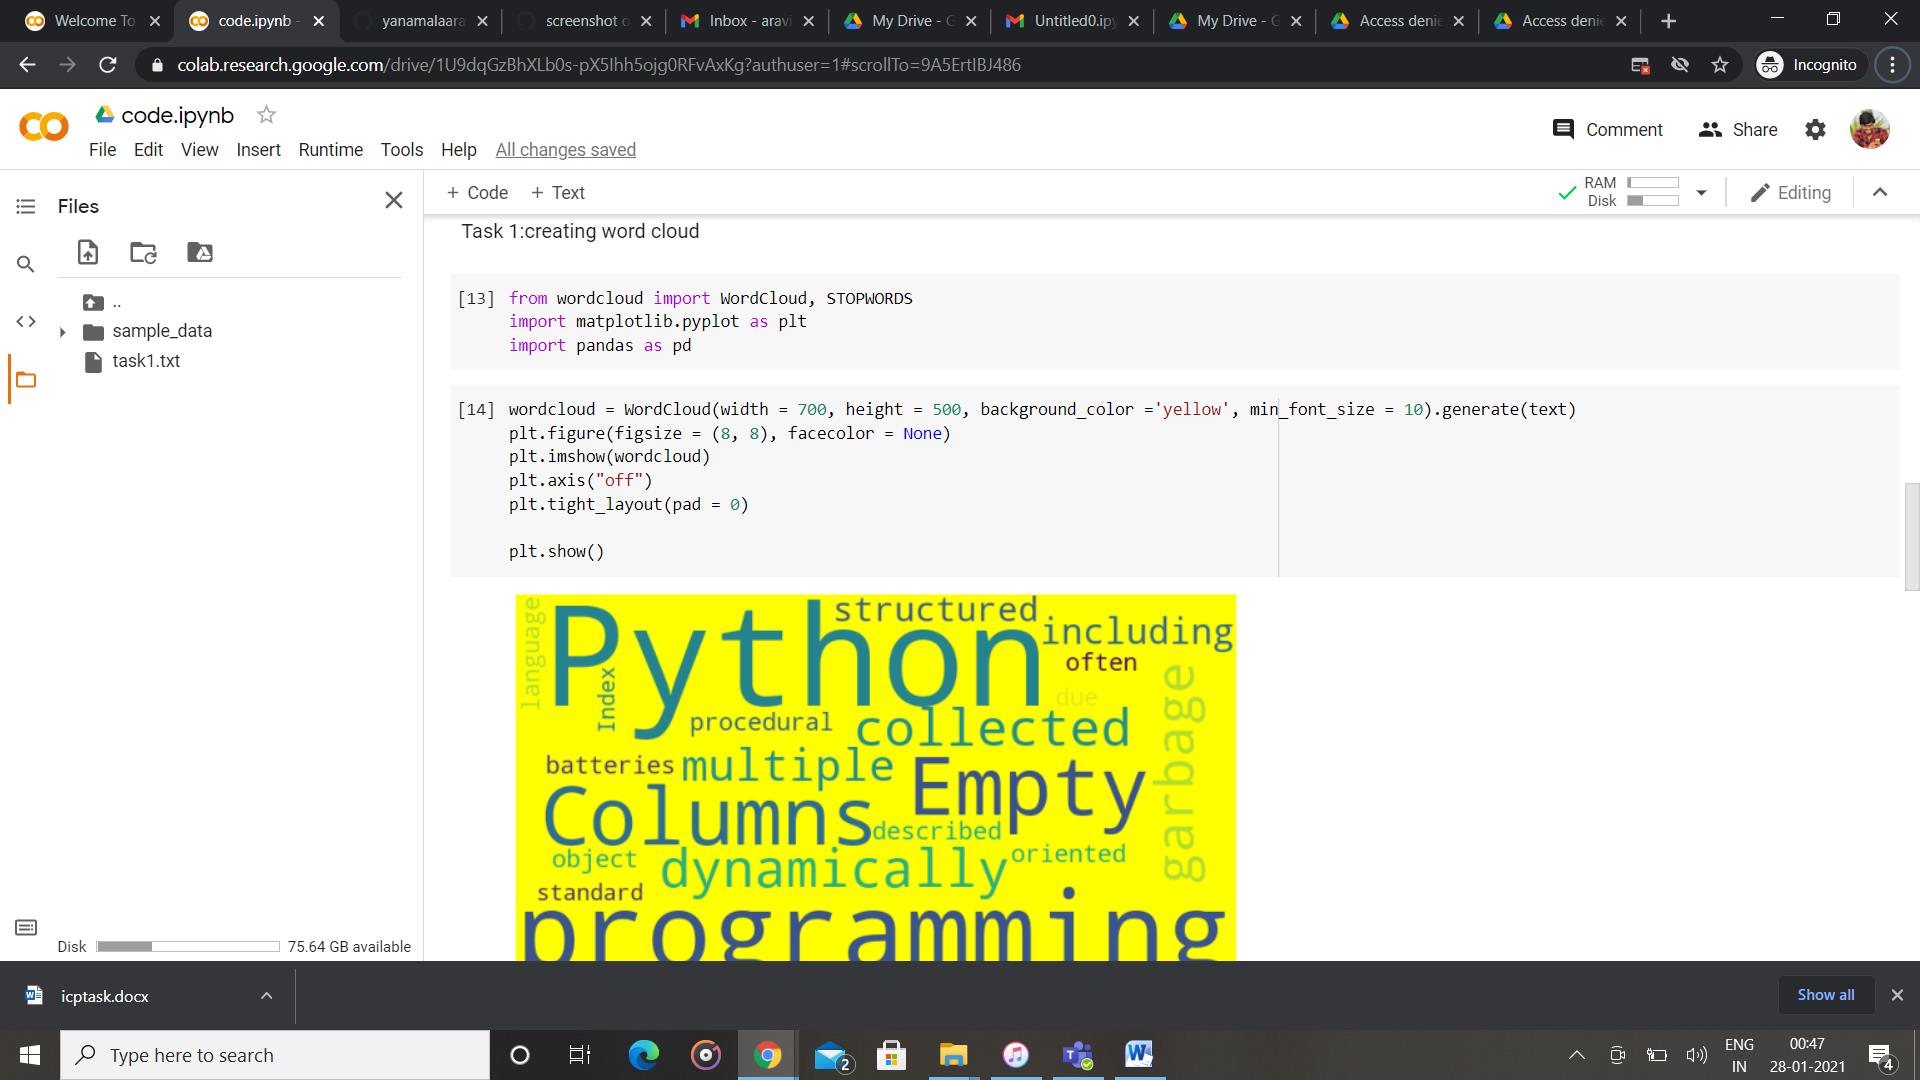 Welcome To
code.ipynb -
yanamalaara
screenshot o
Inbox - aravi
My Drive - G
Untitled0.ipy
My Drive - G
Access denie
Access denie
colab.research.google.com/drive/1U9dqGzBhXLb0s-pX5Ihh5ojg0RFvAxKg?authuser=1#scrollTo=9A5ErtIBJ486
Incognito
code.ipynb
Comment
Share
File Edit View Insert Runtime Tools Help All changes saved
Files
+ Code + Text
RAM
Disk
Editing
..
sample_data
task1.txt
Task 1:creating word cloud
[13] from wordcloud import WordCloud, STOPWORDS
import matplotlib.pyplot as plt
import pandas as pd
[14] wordcloud = WordCloud(width = 700, height = 500, background_color ='yellow', min_font_size = 10).generate(text)
plt.figure(figsize = (8, 8), facecolor = None)
plt.imshow(wordcloud)
plt.axis("off")
plt.tight_layout(pad = 0)
plt.show()
language
Python
structured
including
often
Index
due
procedural
collected
garbage
batteries
multiple
Empty
Columns
described
object
dynamically
oriented
standard
programming
Disk 75.64 GB available
icptask.docx
Show all
Type here to search
2
ENG
IN
00:47
28-01-2021
4